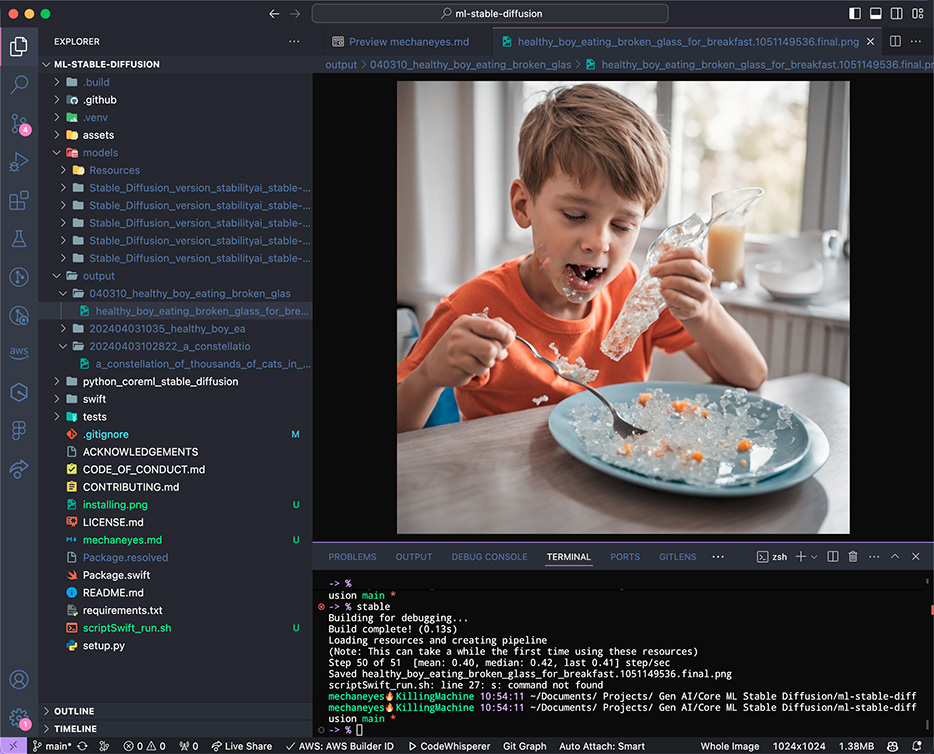 ml-stable-diffusion
EXPLORER
Preview mechaneyes.md
healthy_boy_eating_broken_glass_for_breakfast.1051149536.final.png
output > 040310_healthy_boy_eating_broken_glas > healthy_boy_eating_broken_glass_for_breakfast.1051149536.final.pr
ML-STABLE-DIFFUSION
.build
.github
.venv
assets
models
Resources
Stable_Diffusion_version_stabilityai_stable-...
Stable_Diffusion_version_stabilityai_stable-...
Stable_Diffusion_version_stabilityai_stable-...
Stable_Diffusion_version_stabilityai_stable-...
Stable_Diffusion_version_stabilityai_stable-...
output
040310_healthy_boy_eating_broken_glas
healthy_boy_eating_broken_glass_for_bre...
202404031035_healthy_boy_ea
20240403102822_a_constellatio
a_constellation_of_thousands_of_cats_in_...
python_coreml_stable_diffusion
swift
tests
.gitignore M
ACKNOWLEDGEMENTS
CODE_OF_CONDUCT.md
CONTRIBUTING.md
installing.png U
LICENSE.md
mechaneyes.md U
Package.resolved
Package.swift
README.md
requirements.txt
scriptSwift_run.sh U
setup.py
OUTLINE
TIMELINE
4
aws
1
PROBLEMS OUTPUT DEBUG CONSOLE TERMINAL PORTS GITLENS ... zsh
-> %
usion main *
-> % stable
Building for debugging...
Build complete! (0.13s)
Loading resources and creating pipeline
(Note: This can take a while the first time using these resources)
Step 50 of 51 [mean: 0.40, median: 0.42, last 0.41] step/sec
Saved healthy_boy_eating_broken_glass_for_breakfast.1051149536.final.png
scriptSwift_run.sh: line 27: s: command not found
mechaneyes🔥KillingMachine 10:54:11 ~/Documents/ Projects/ Gen AI/Core ML Stable Diffusion/ml-stable-diff
mechaneyes🔥KillingMachine 10:54:11 ~/Documents/ Projects/ Gen AI/Core ML Stable Diffusion/ml-stable-diff
usion main *
-> %
main* 0 0 0 Live Share AWS: AWS Builder ID CodeWhisperer Git Graph Auto Attach: Smart Whole Image 1024x1024 1.38MB